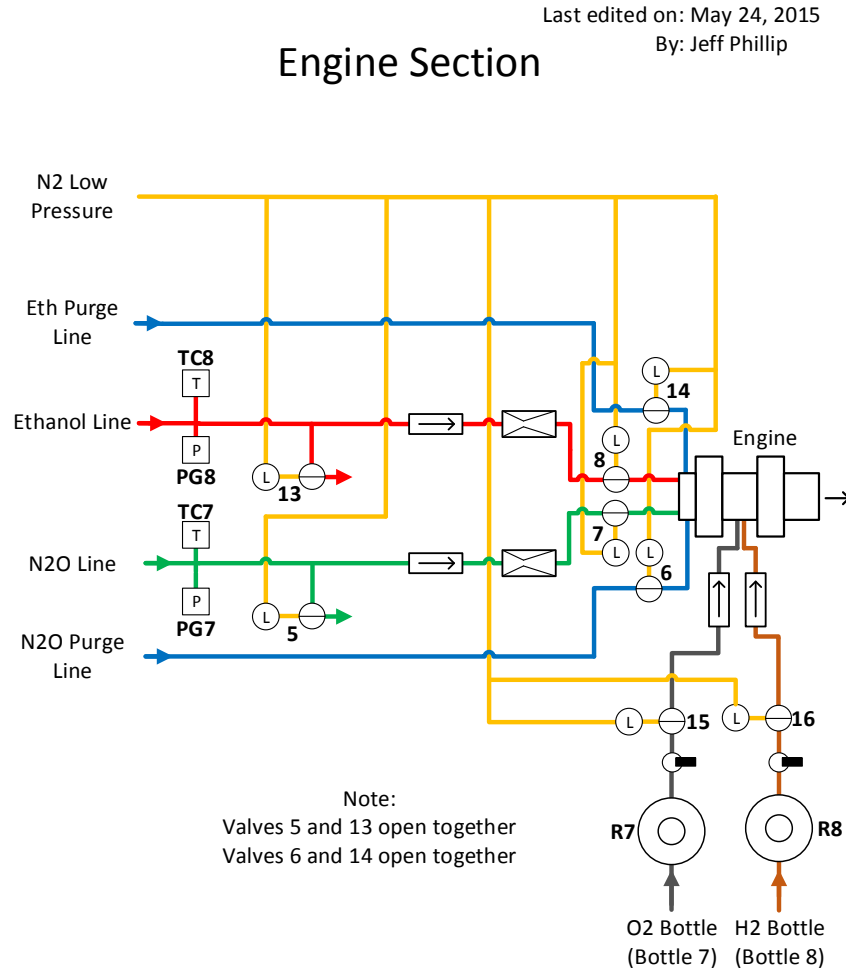 Last edited on: May 24, 2015
By: Jeff Phillip
Engine Section
N2 Low
Pressure
Eth Purge
Line
TC8
T
L
14
Ethanol Line
P
PG8
L
13
L
8
Engine
TC7
T
7
N2O Line
L
L
6
P
PG7
L
5
N2O Purge
Line
L
15
L
16
Note:
Valves 5 and 13 open together
Valves 6 and 14 open together
R7
R8
O2 Bottle
(Bottle 7)
H2 Bottle
(Bottle 8)